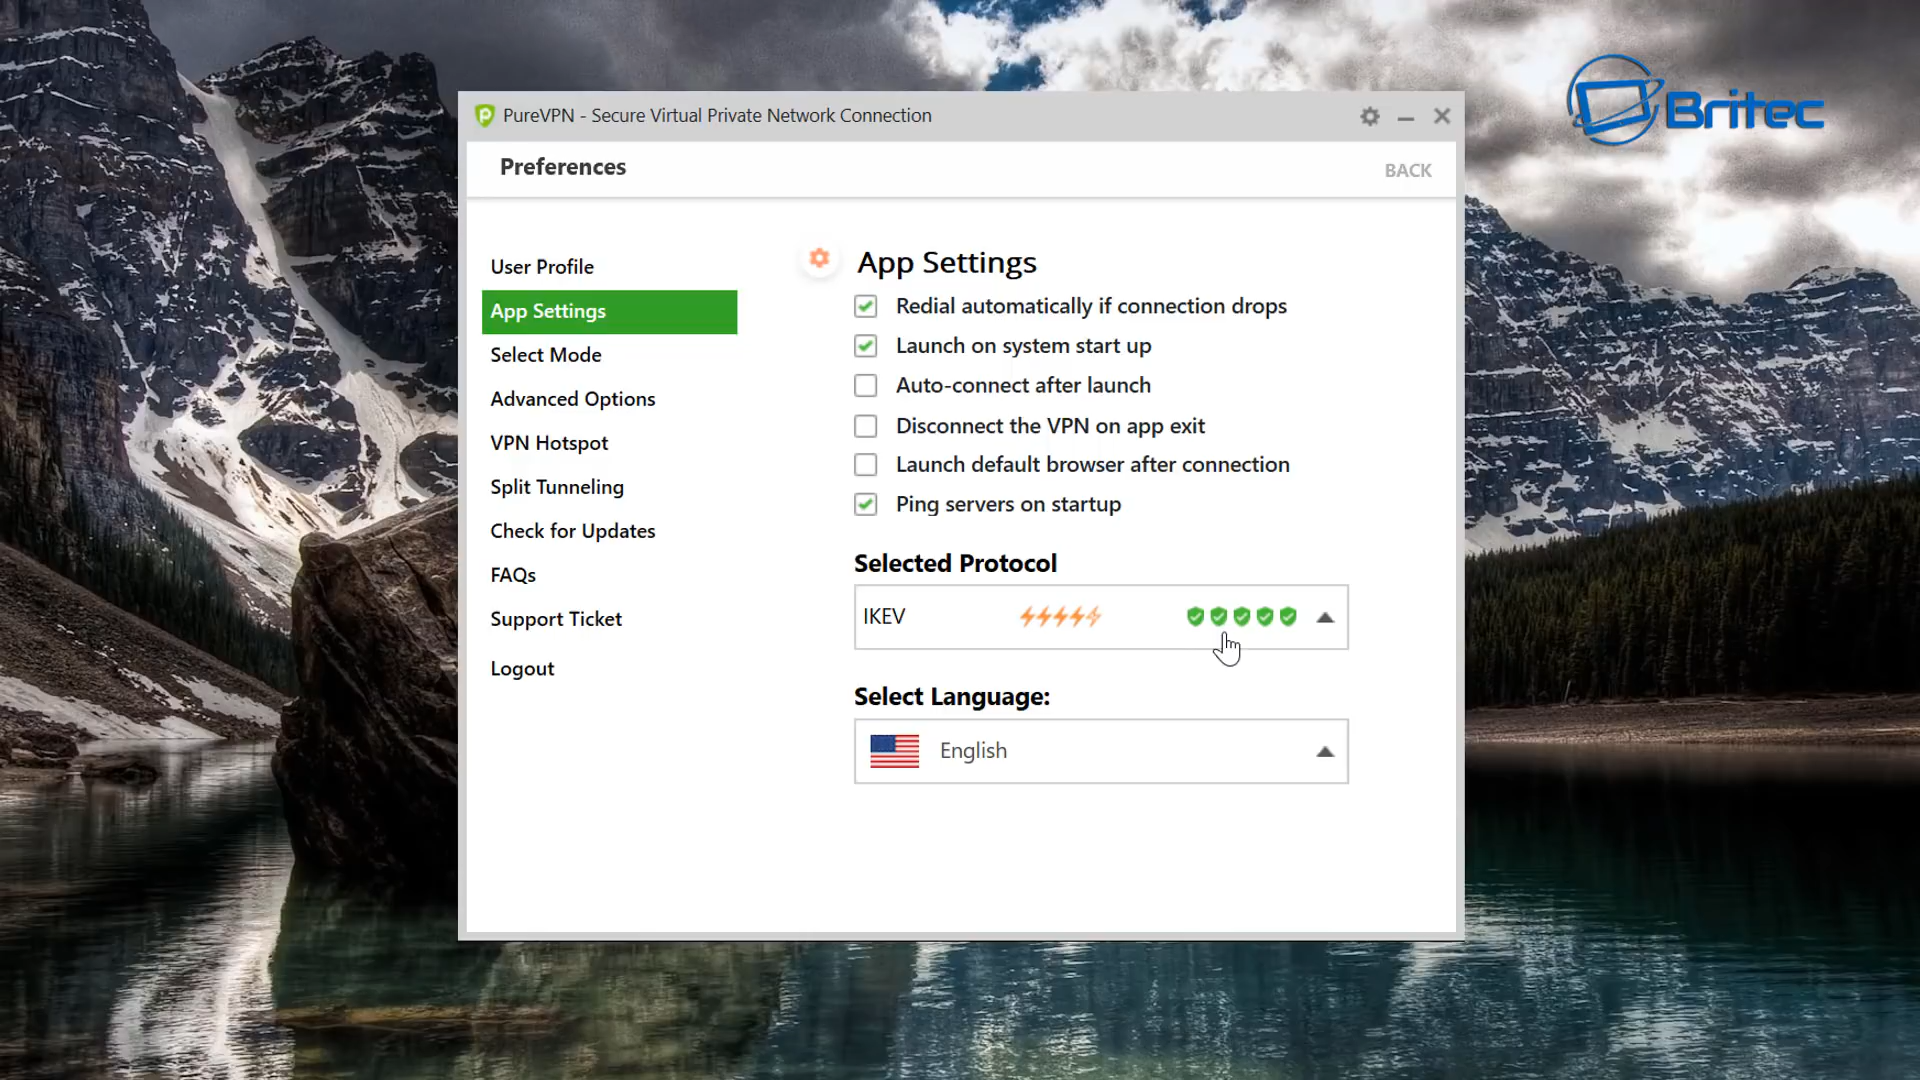 PureVPN - Secure Virtual Private Network Connection
Britec
Preferences
BACK
User Profile
App Settings
Select Mode
Advanced Options
VPN Hotspot
Split Tunneling
Check for Updates
FAQs
Support Ticket
Logout
App Settings
Redial automatically if connection drops
Launch on system start up
Auto-connect after launch
Disconnect the VPN on app exit
Launch default browser after connection
Ping servers on startup
Selected Protocol
IKEV
Select Language:
English